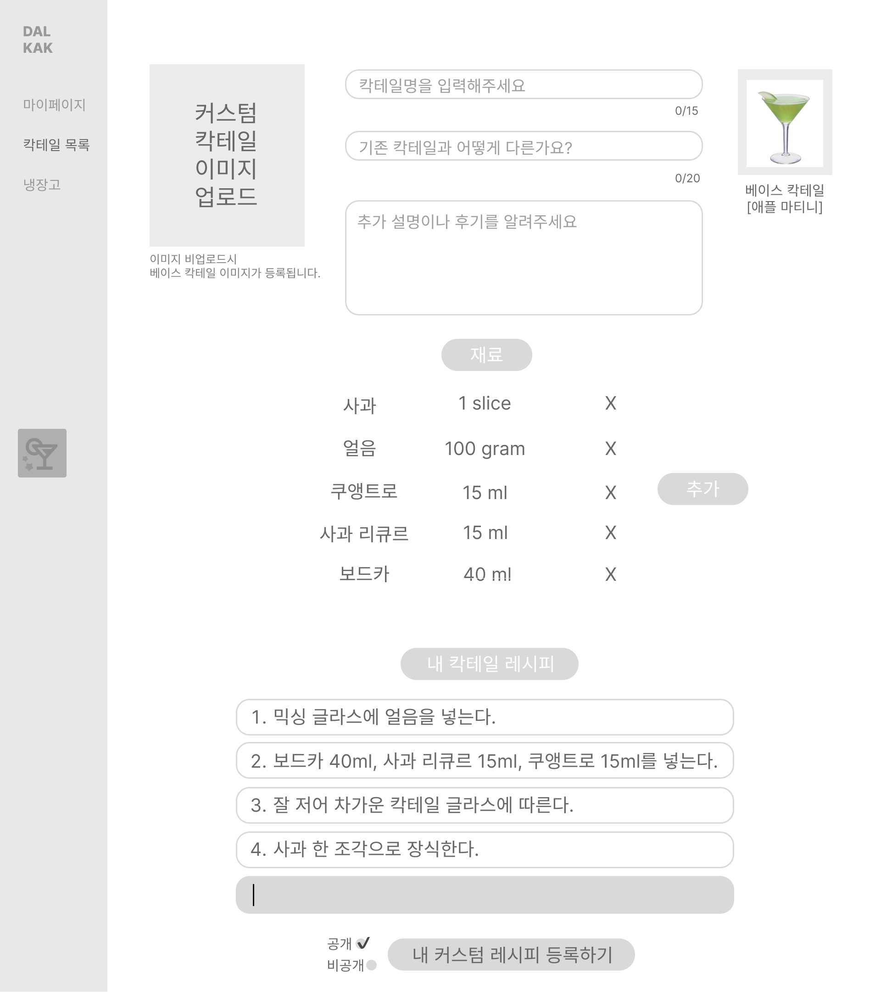 DAL
KAK
마이페이지
칵테일 목록
냉장고
커스텀
칵테일
이미지
업로드
이미지 비업로드시
베이스 칵테일 이미지가 등록됩니다.
칵테일명을 입력해주세요
0/15
기존 칵테일과 어떻게 다른가요?
0/20
추가 설명이나 후기를 알려주세요
베이스 칵테일
[애플 마티니]
재료
사과 1 slice X
얼음 100 gram X
쿠앵트로 15 ml X
추가
사과 리큐르 15 ml X
보드카 40 ml X
내 칵테일 레시피
1. 믹싱 글라스에 얼음을 넣는다.
2. 보드카 40ml, 사과 리큐르 15ml, 쿠앵트로 15ml를 넣는다.
3. 잘 저어 차가운 칵테일 글라스에 따른다.
4. 사과 한 조각으로 장식한다.
공개
비공개
내 커스텀 레시피 등록하기